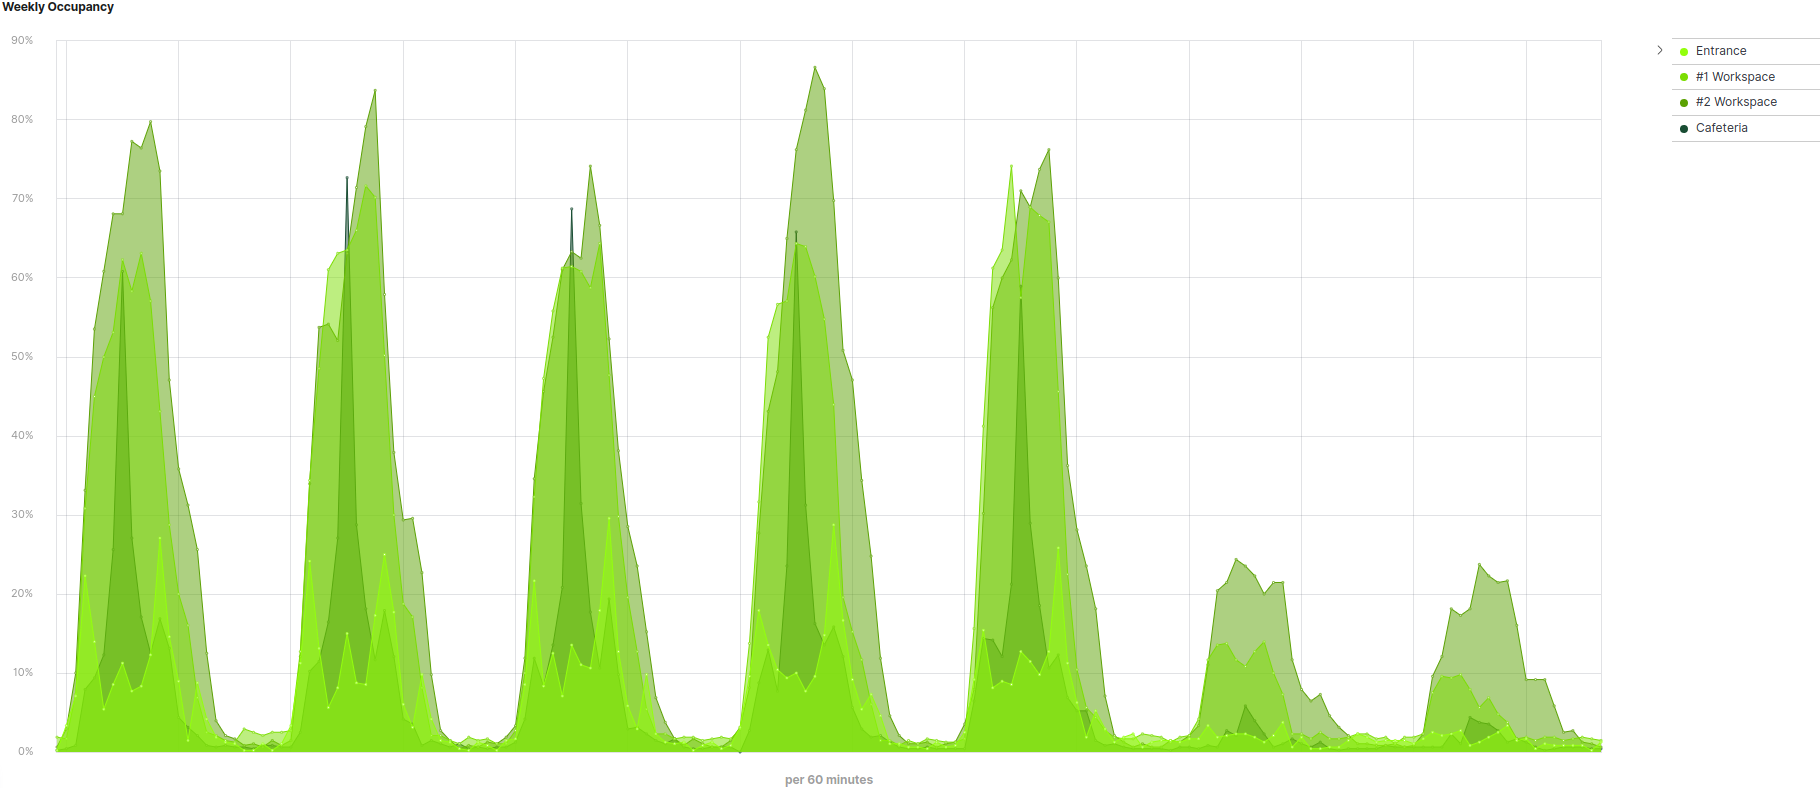 Weekly Occupancy
90%
80%
70%
60%
50%
40%
30%
20%
10%
0%
per 60 minutes
Entrance
#1 Workspace
#2 Workspace
Cafeteria